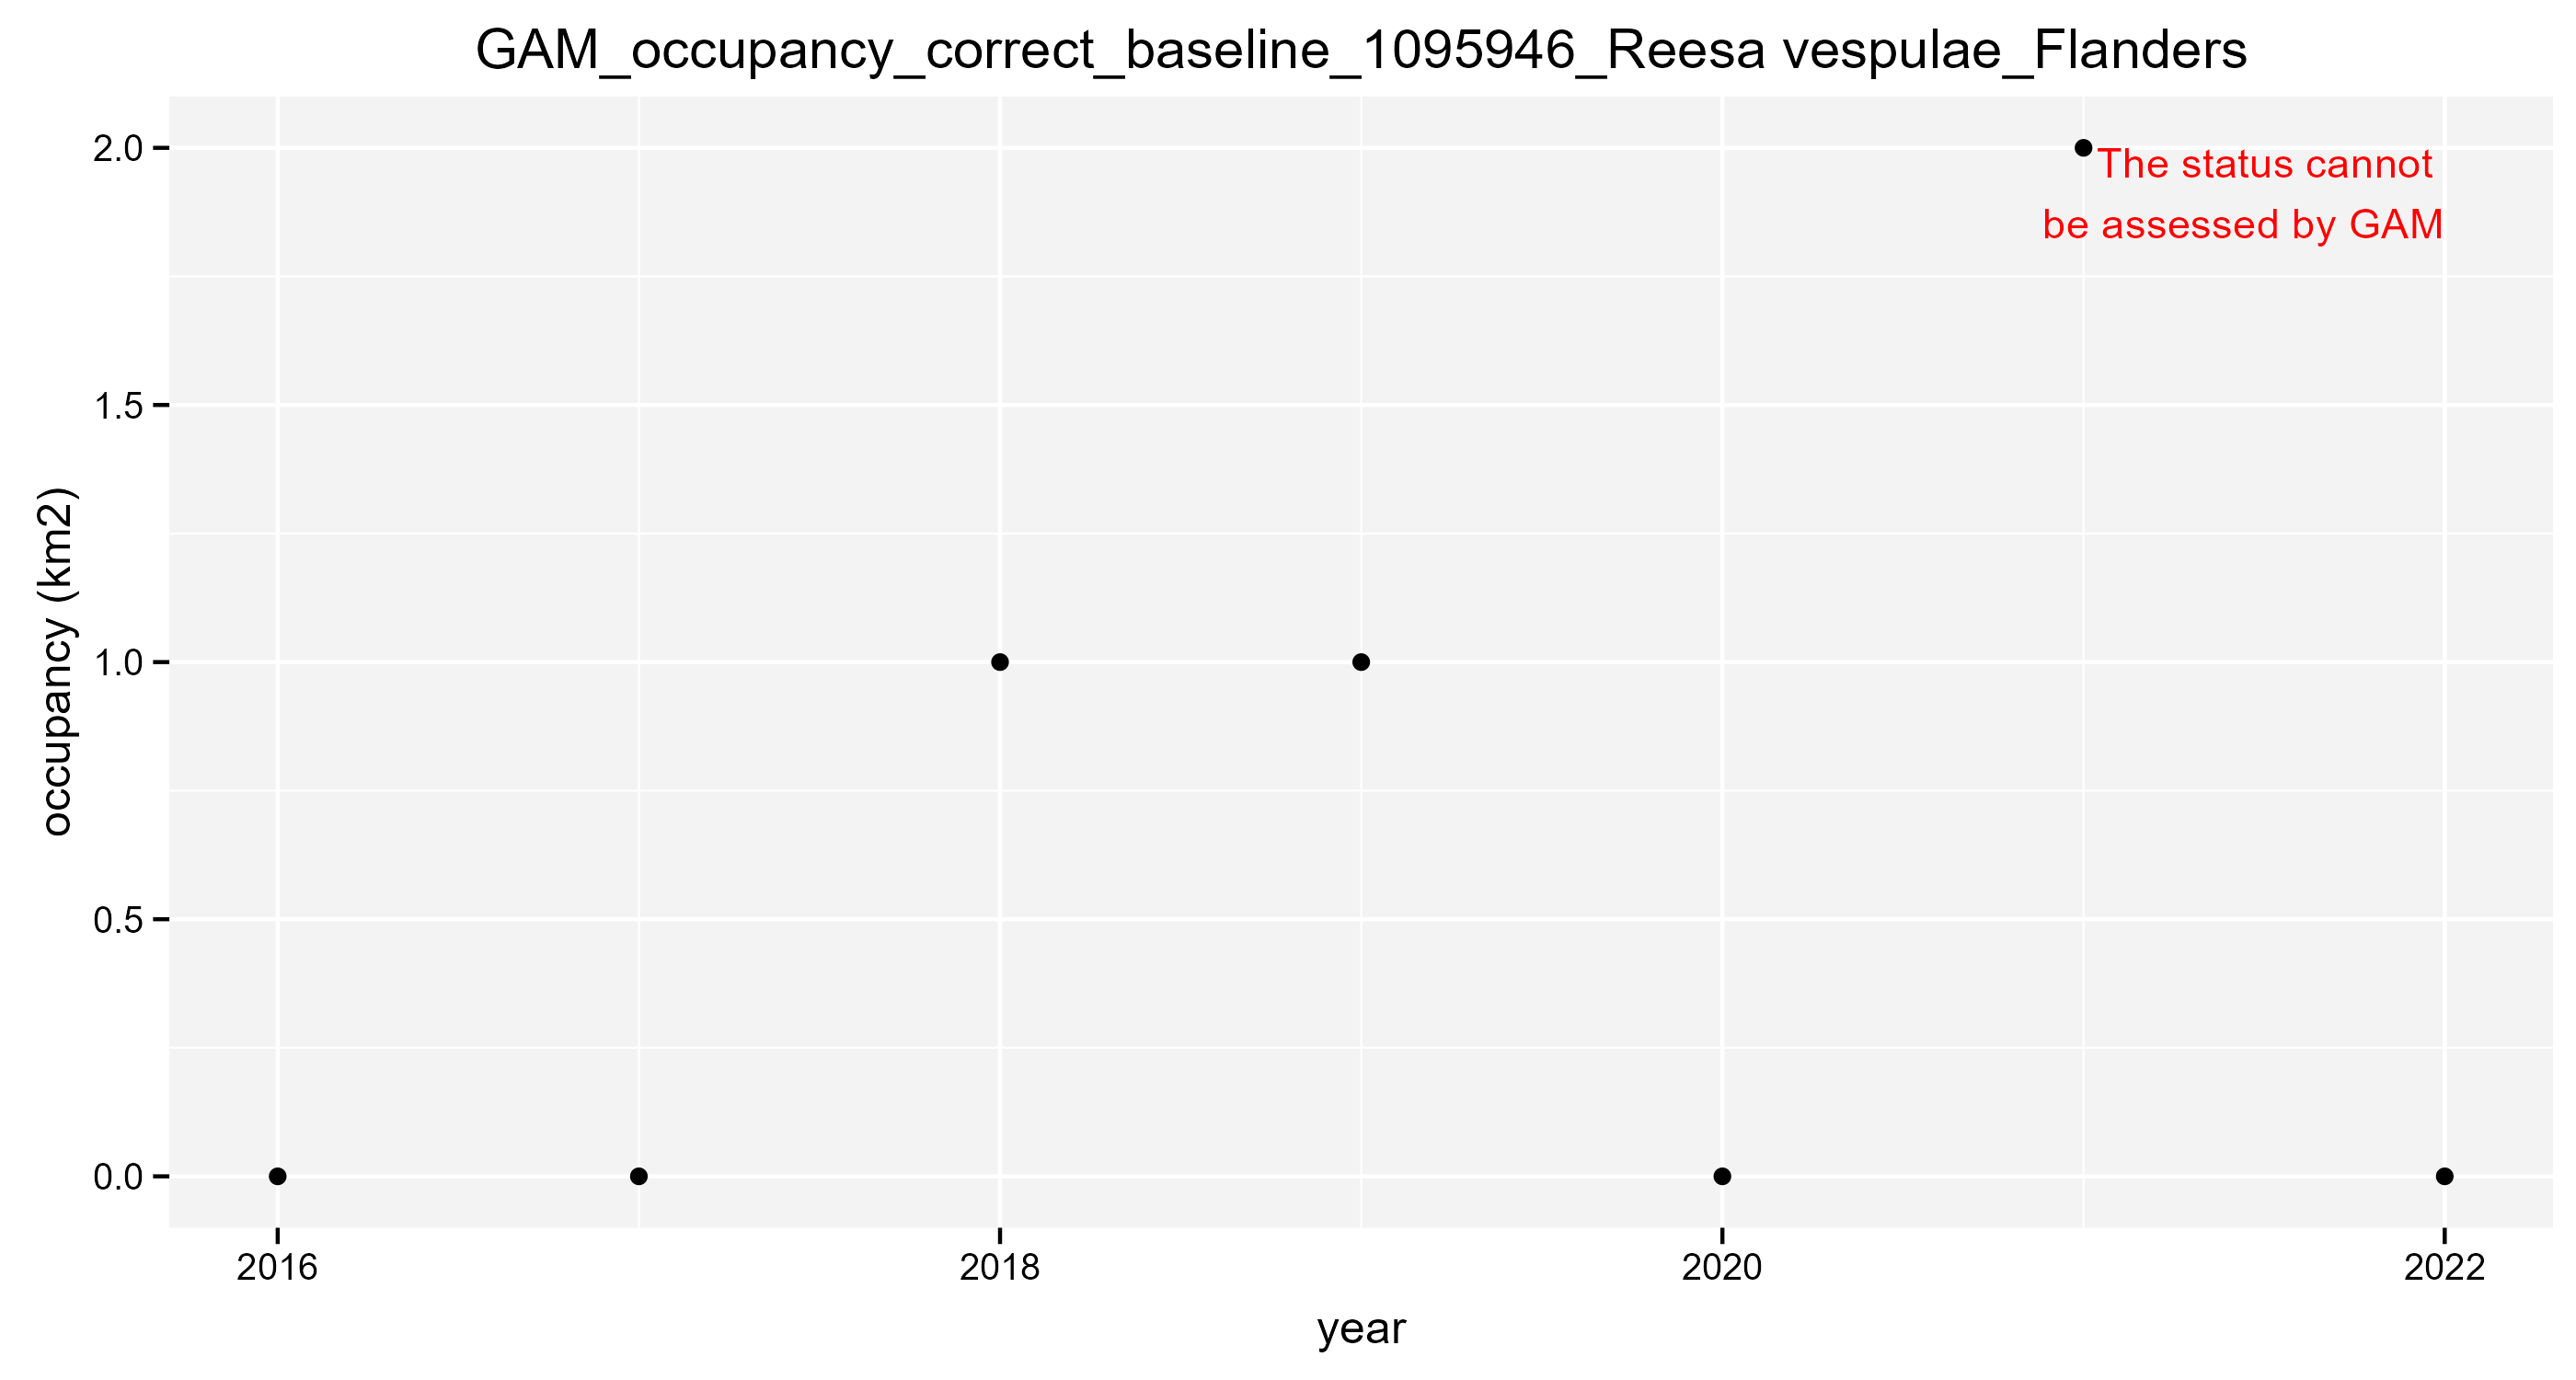 GAM_occupancy_correct_baseline_1095946_Reesa vespulae_Flanders
2.0
The status cannot
be assessed by GAM
1.5
occupancy (km2)
1.0
0.5
0.0
2016 2018 2020 2022
year